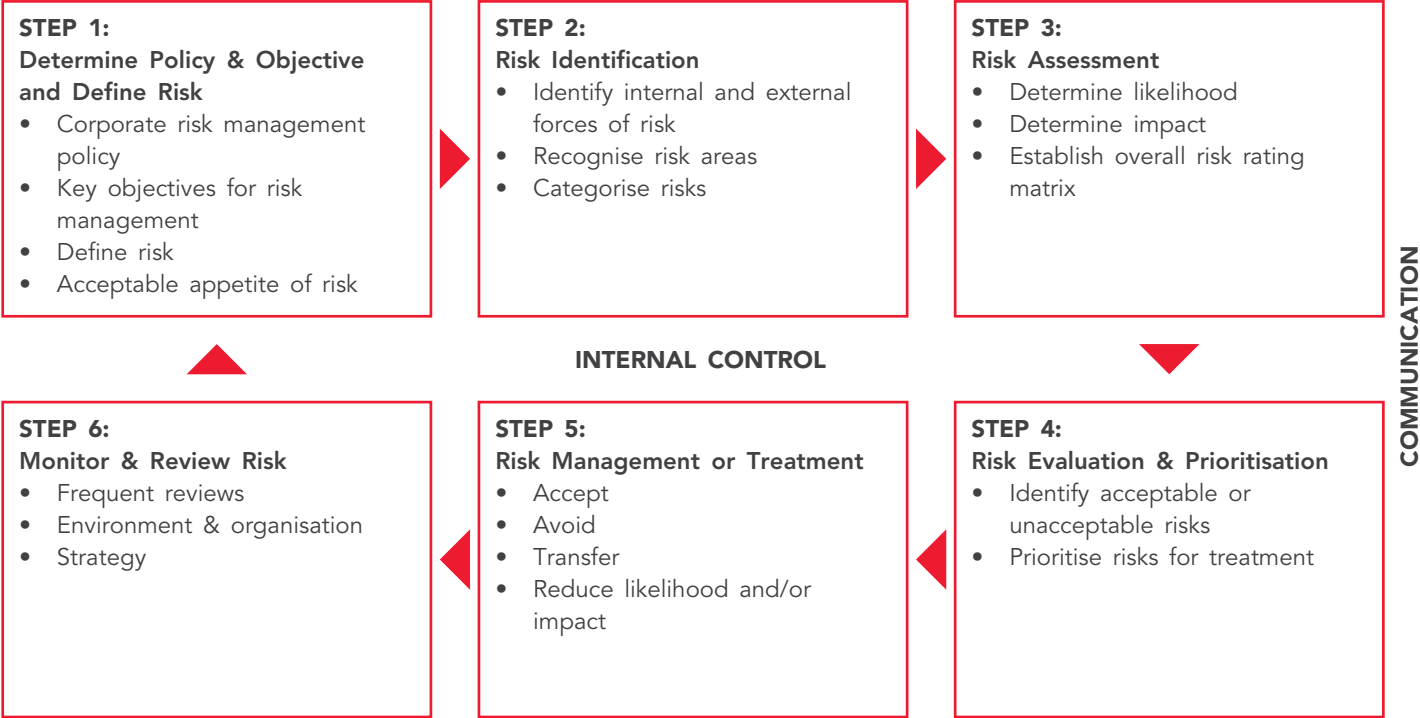 STEP 1:
Determine Policy & Objective
and Define Risk
• Corporate risk management
policy
• Key objectives for risk
management
• Define risk
• Acceptable appetite of risk
STEP 2:
Risk Identification
• Identify internal and external
forces of risk
• Recognise risk areas
• Categorise risks
STEP 3:
Risk Assessment
• Determine likelihood
• Determine impact
• Establish overall risk rating
matrix
INTERNAL CONTROL
COMMUNICATION
STEP 4:
Risk Evaluation & Prioritisation
• Identify acceptable or
unacceptable risks
• Prioritise risks for treatment
STEP 5:
Risk Management or Treatment
• Accept
• Avoid
• Transfer
• Reduce likelihood and/or
impact
STEP 6:
Monitor & Review Risk
• Frequent reviews
• Environment & organisation
• Strategy